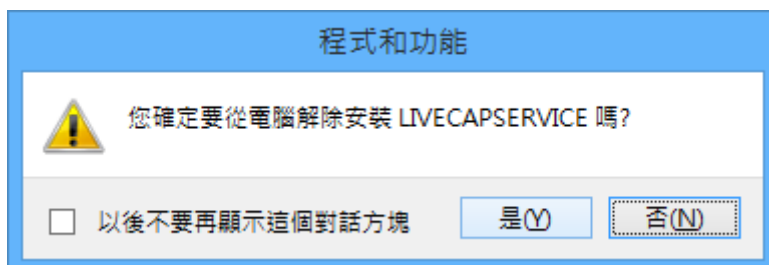 程式和功能
您確定要從電腦解除安裝 LIVECAPSERVICE 嗎?
以後不要再顯示這個對話方塊 是(Y) 否(N)